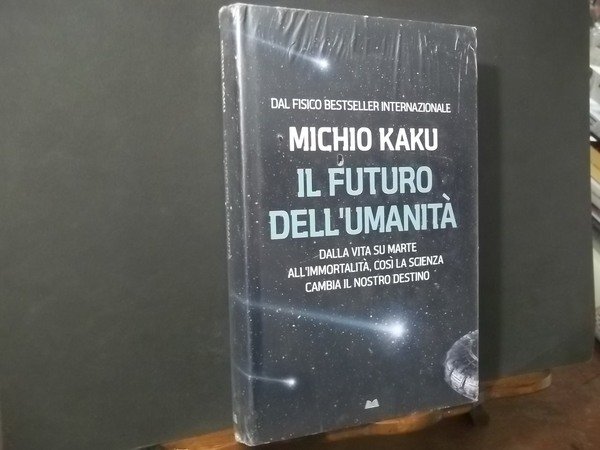 DAL FISICO BESTSELLER INTERNAZIONALE
MICHIO KAKU
IL FUTURO
DELL'UMANITÀ
DALLA VITA SU MARTE
ALL'IMMORTALITÀ, COSÌ LA SCIENZA
CAMBIA IL NOSTRO DESTINO